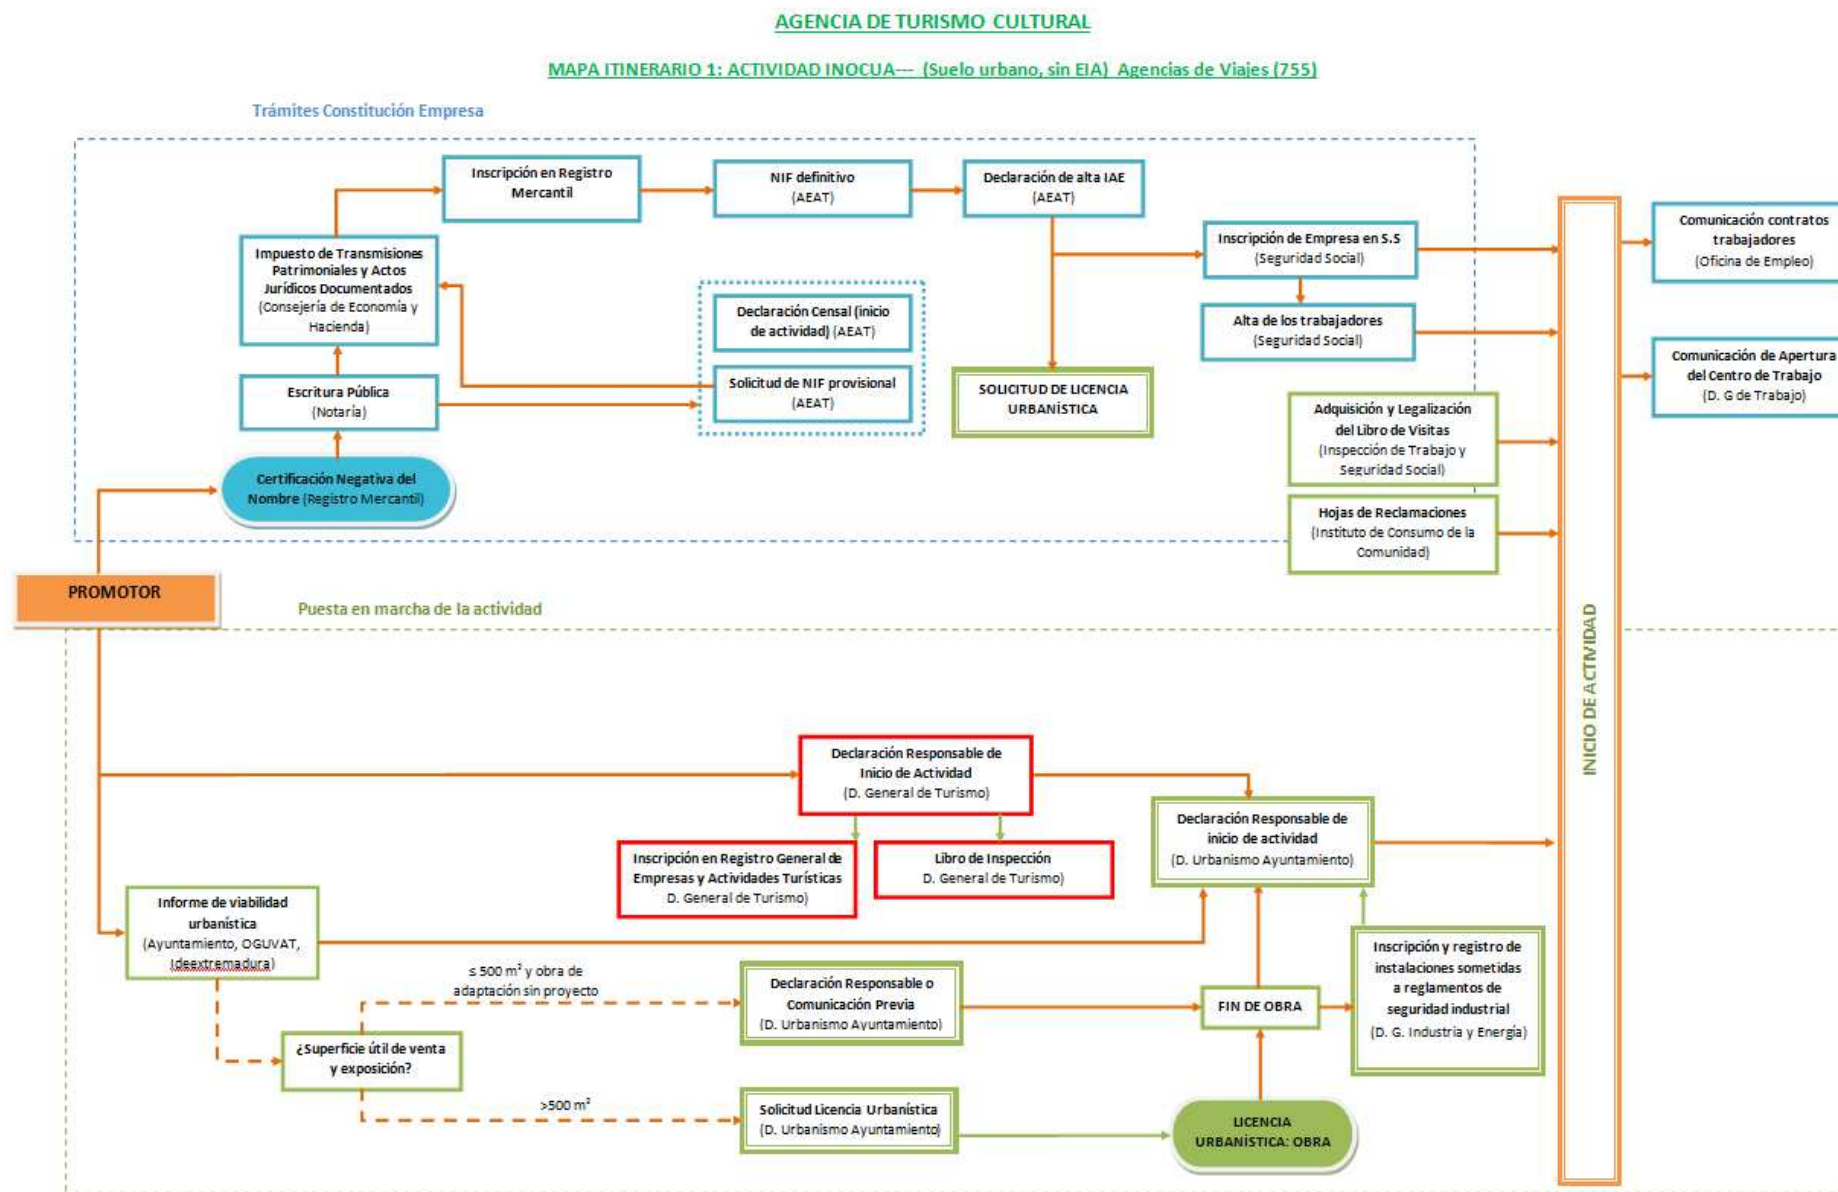 AGENCIA DE TURISMO CULTURAL
MAPA ITINERARIO 1: ACTIVIDAD INOCUA--- (Suelo urbano, sin EIA) Agencias de Viajes (755)
Trámites Constitución Empresa
Inscripción en Registro
Mercantil
NIF definitivo
(AEAT)
Declaración de alta IAE
(AEAT)
Impuesto de Transmisiones
Patrimoniales y Actos
Jurídicos Documentados
(Consejería de Economía y
Hacienda)
Inscripción de Empresa en S.S
(Seguridad Social)
Comunicación contratos
trabajadores
(Oficina de Empleo)
Declaración Censal (inicio
de actividad) (AEAT)
Alta de los trabajadores
(Seguridad Social)
Solicitud de NIF provisional
(AEAT)
Escritura Pública
(Notaría)
SOLICITUD DE LICENCIA
URBANÍSTICA
Comunicación de Apertura
del Centro de Trabajo
(D. G de Trabajo)
Adquisición y Legalización
del Libro de Visitas
(Inspección de Trabajo y
Seguridad Social)
Certificación Negativa del
Nombre (Registro Mercantil)
Hojas de Reclamaciones
(Instituto de Consumo de la
Comunidad)
PROMOTOR
Puesta en marcha de la actividad
INICIO DE ACTIVIDAD
Declaración Responsable de
Inicio de Actividad
(D. General de Turismo)
Declaración Responsable de
inicio de actividad
(D. Urbanismo Ayuntamiento)
Inscripción en Registro General de
Empresas y Actividades Turísticas
D. General de Turismo)
Libro de Inspección
D. General de Turismo)
Informe de viabilidad
urbanística
(Ayuntamiento, OGUVAT,
Ideextremadura)
≤ 500 m² y obra de
adaptación sin proyecto
Declaración Responsable o
Comunicación Previa
(D. Urbanismo Ayuntamiento)
FIN DE OBRA
Inscripción y registro de
instalaciones sometidas
a reglamentos de
seguridad industrial
(D. G. Industria y Energía)
¿Superficie útil de venta
y exposición?
>500 m²
Solicitud Licencia Urbanística
(D. Urbanismo Ayuntamiento)
LICENCIA
URBANÍSTICA: OBRA